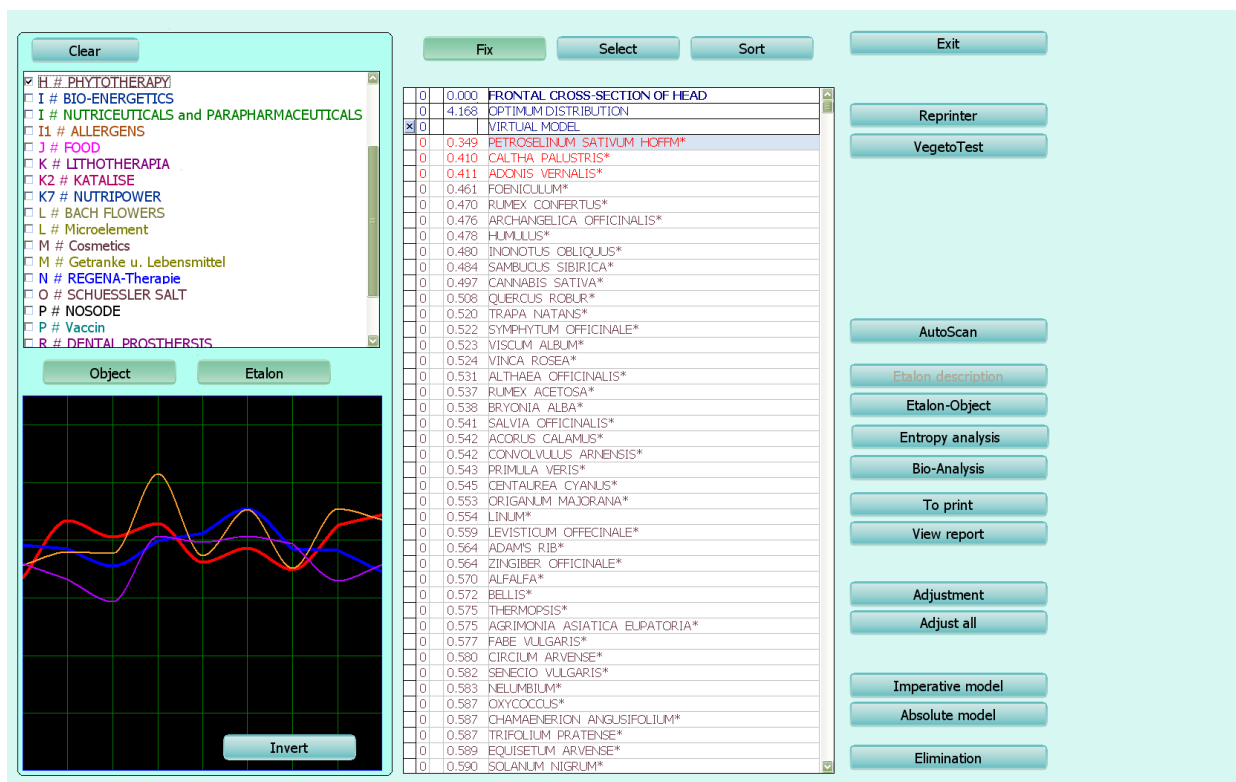 Clear
H # PHYTOTHERAPY
I # BIO-ENERGETICS
I # NUTRICEUTICALS and PARAPHARMACEUTICALS
I1 # ALLERGENS
J # FOOD
K # LITHOTHERAPIA
K2 # KATALISE
K7 # NUTRIPOWER
L # BACH FLOWERS
L # Microelement
M # Cosmetics
M # Getranke u. Lebensmittel
N # REGENA-Therapie
O # SCHUESSLER SALT
P # NOSODE
P # Vaccin
R # DENTAL PROSTHERSIS
Object Etalon
Invert
Fix Select Sort
0 0.000 FRONTAL CROSS-SECTION OF HEAD
0 4.168 OPTIMUM DISTRIBUTION
x 0 VIRTUAL MODEL
0 0.349 PETROSELINUM SATIVUM HOFFM*
0 0.410 CALTHA PALUSTRIS*
0 0.411 ADONIS VERNALIS*
0 0.461 FOENICULUM*
0 0.470 RUMEX CONFERTUS*
0 0.476 ARCHANGELICA OFFICINALIS*
0 0.478 HUMULUS*
0 0.480 INONOTUS OBLIQUUS*
0 0.484 SAMBUCUS SIBIRICA*
0 0.497 CANNABIS SATIVA*
0 0.508 QUERCUS ROBUR*
0 0.520 TRAPA NATANS*
0 0.522 SYMPHYTUM OFFICINALE*
0 0.523 VISCUM ALBUM*
0 0.524 VINCA ROSEA*
0 0.531 ALTHAEA OFFICINALIS*
0 0.537 RUMEX ACETOSA*
0 0.538 BRYONIA ALBA*
0 0.541 SALVIA OFFICINALIS*
0 0.542 ACORUS CALAMUS*
0 0.542 CONVOLVULUS ARNENSIS*
0 0.543 PRIMULA VERIS*
0 0.545 CENTAUREA CYANUS*
0 0.553 ORIGANUM MAJORANA*
0 0.554 LINUM*
0 0.559 LEVISTICUM OFFECINALE*
0 0.564 ADAM'S RIB*
0 0.564 ZINGIBER OFFICINALE*
0 0.570 ALFALFA*
0 0.572 BELLIS*
0 0.575 THERMOPSIS*
0 0.575 AGRIMONIA ASIATICA EUPATORIA*
0 0.577 FABE VULGARIS*
0 0.580 CIRCIUM ARVENSE*
0 0.582 SENECIO VULGARIS*
0 0.583 NELUMBIUM*
0 0.587 OXYCOCCUS*
0 0.587 CHAMAENERION ANGUSIFOLIUM*
0 0.587 TRIFOLIUM PRATENSE*
0 0.589 EQUISETUM ARVENSE*
0 0.590 SOLANUM NIGRUM*
Exit
Reprinter
VegetoTest
AutoScan
Etalon description
Etalon-Object
Entropy analysis
Bio-Analysis
To print
View report
Adjustment
Adjust all
Imperative model
Absolute model
Elimination